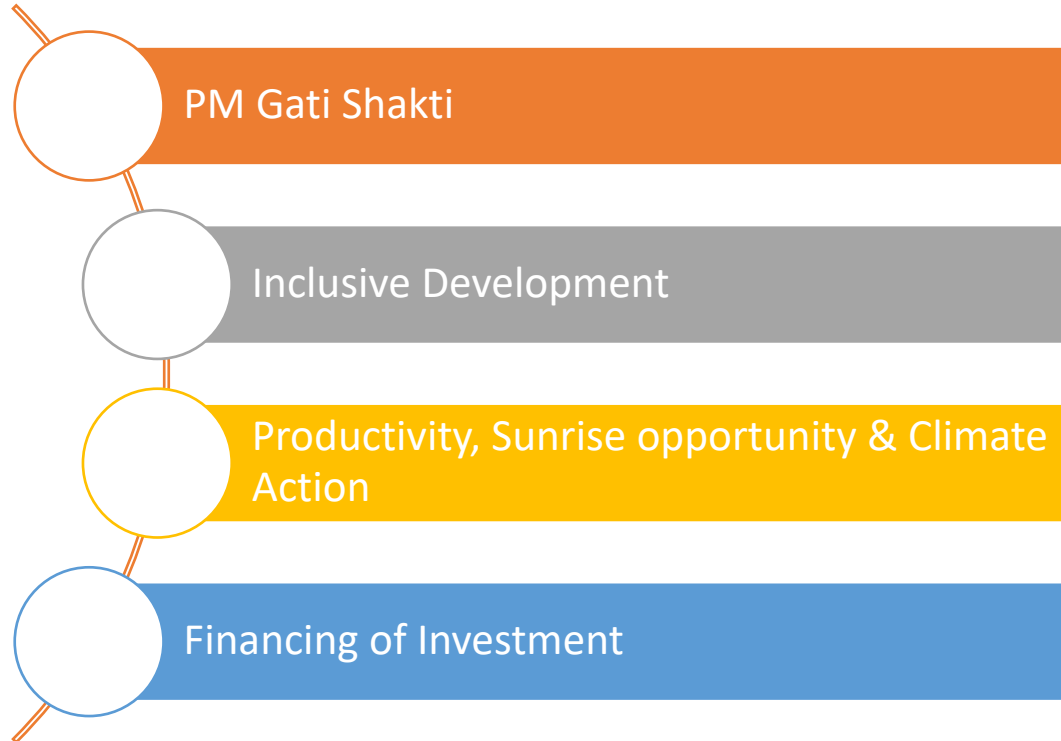 PM Gati Shakti
Inclusive Development
Productivity, Sunrise opportunity & Climate
Action
Financing of Investment